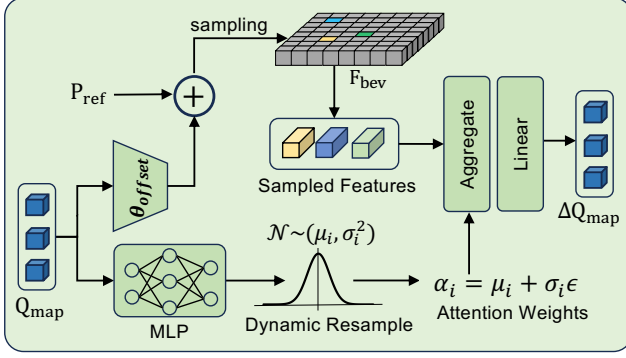 sampling
P_ref
+
F_bev
θ_offset
Sampled Features
Aggregate
Linear
ΔQ_map
Q_map
MLP
𝒩~(μ_i, σ_i^2)
Dynamic Resample
α_i = μ_i + σ_i ϵ
Attention Weights